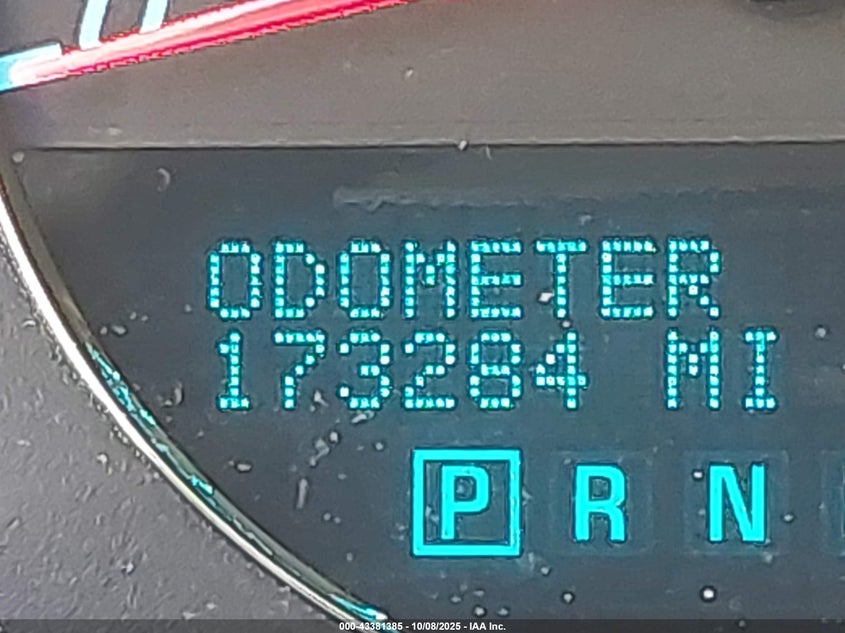 ODOMETER
173284 MI
P R N
000-43381385 - 10/08/2025 - IAA Inc.